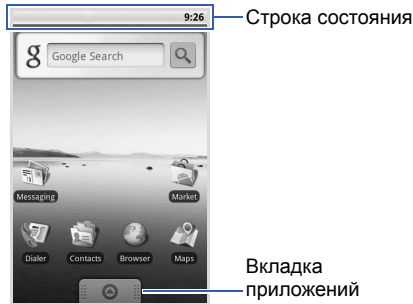 9:26
Строка состояния
g Google Search
Messaging Market
Dialer Contacts Browser Maps
Вкладка
приложений